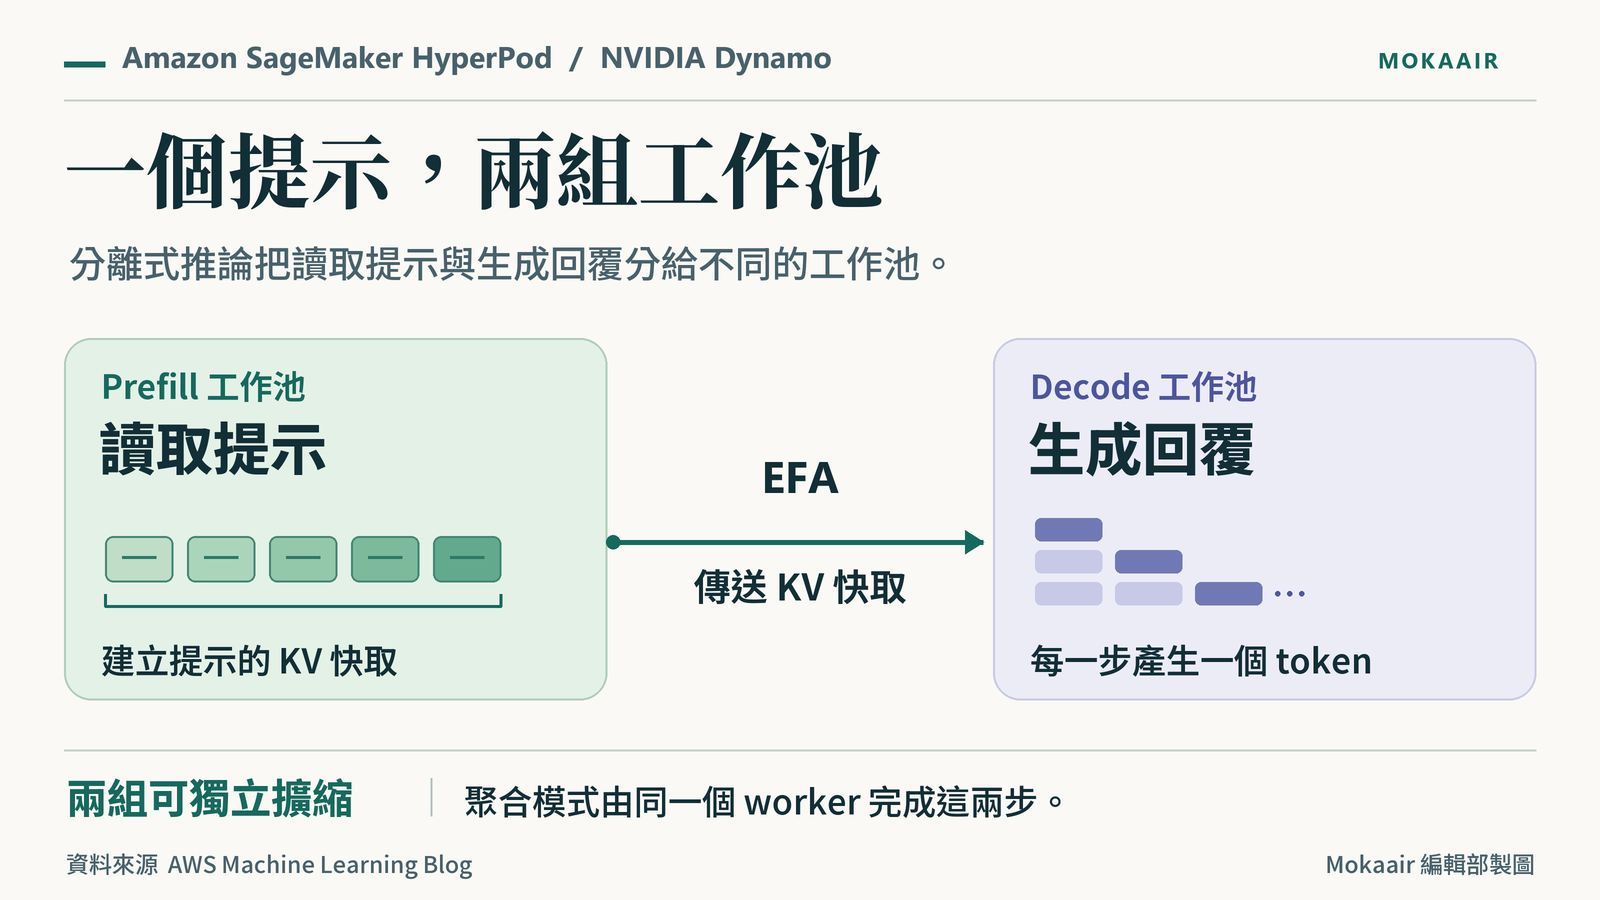 Amazon SageMaker HyperPod / NVIDIA Dynamo
MOKAAIR
一個提示，兩組工作池
分離式推論把讀取提示與生成回覆分給不同的工作池。
Prefill 工作池
讀取提示
建立提示的 KV 快取
EFA
傳送 KV 快取
Decode 工作池
生成回覆
...
每一步產生一個 token
兩組可獨立擴縮
聚合模式由同一個 worker 完成這兩步。
資料來源 AWS Machine Learning Blog
Mokaair 編輯部製圖